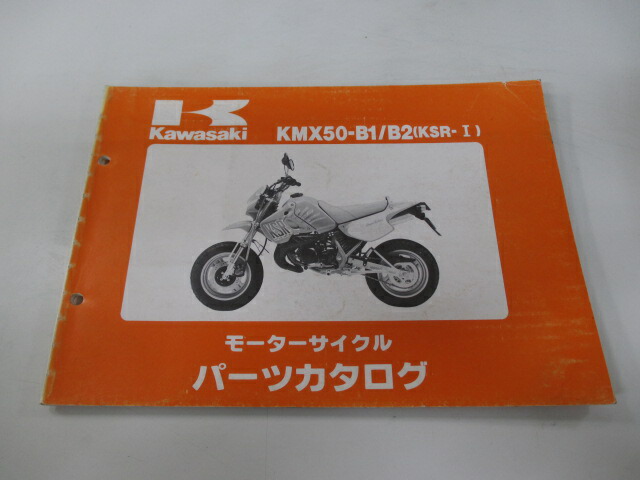 Kawasaki
KMX50-B1/B2(KSR-I)
KSR
モーターサイクル
パーツカタログ